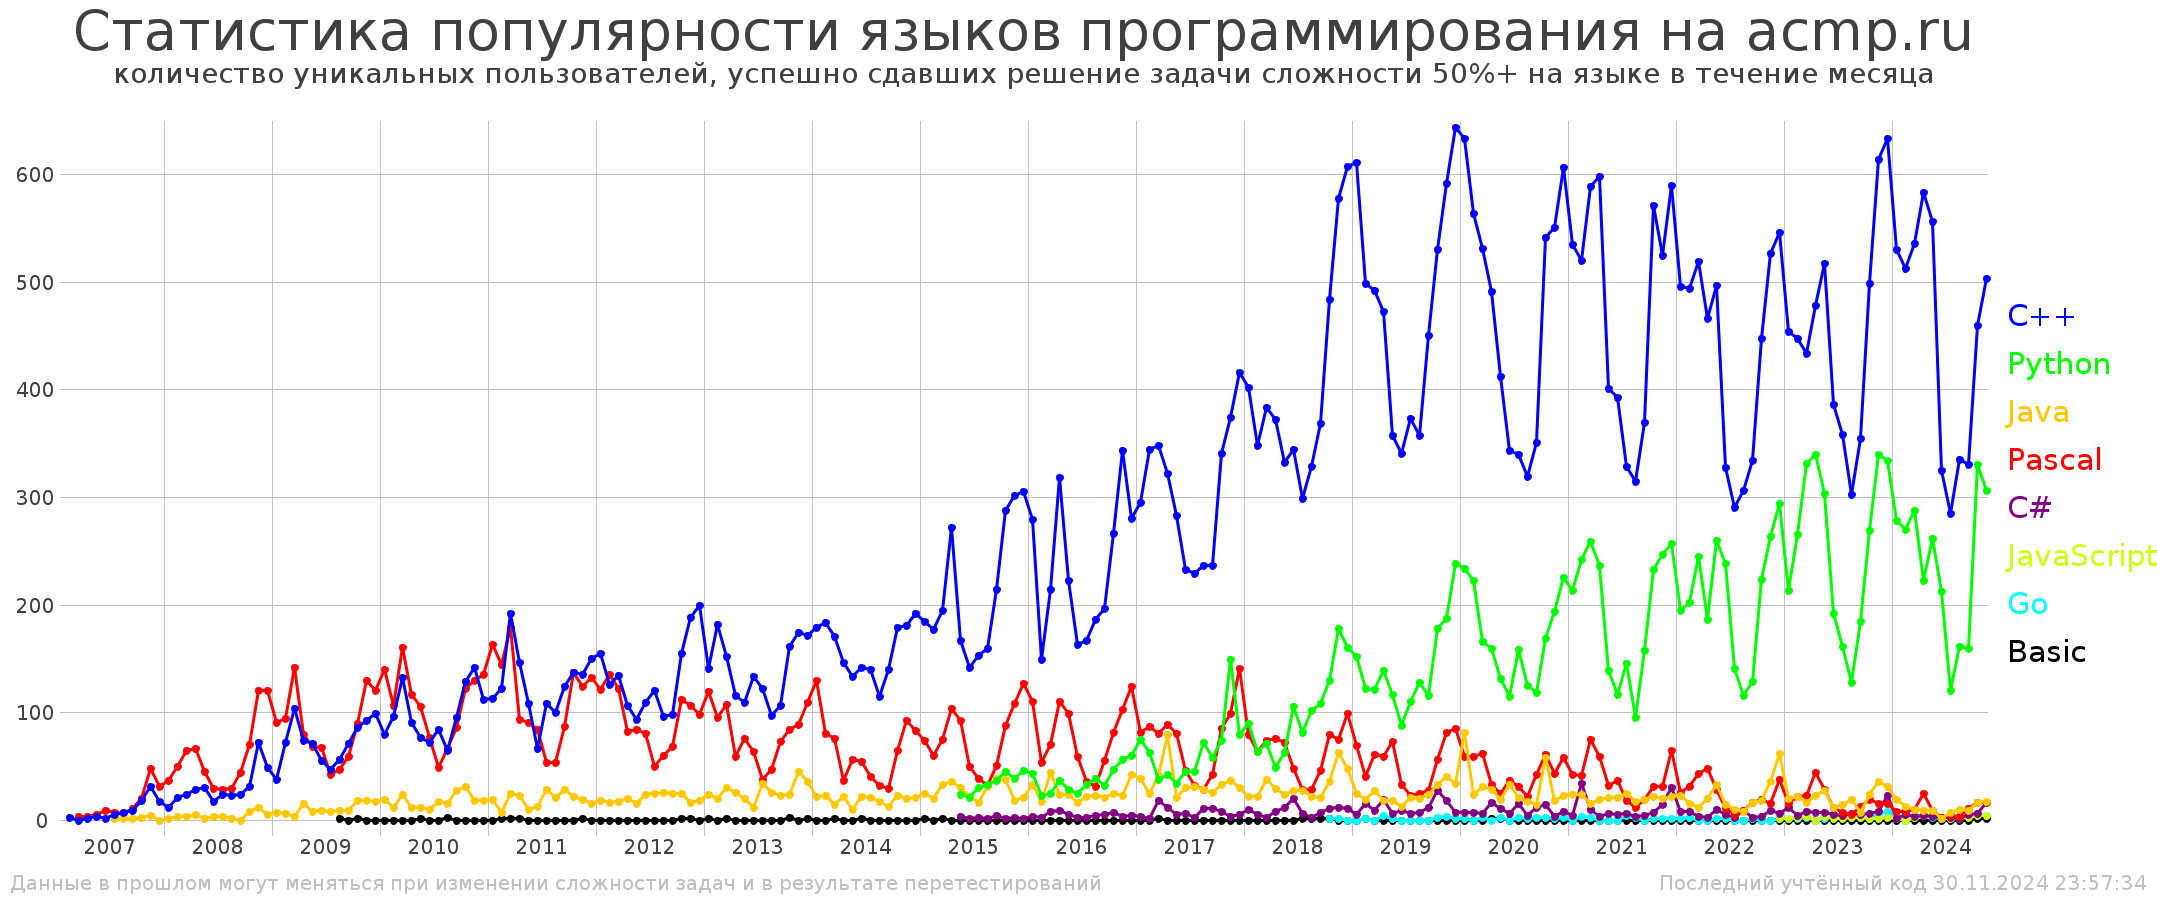 Статистика популярности языков программирования на acmp.ru
количество уникальных пользователей, успешно сдавших решение задачи сложности 50%+ на языке в течение месяца
600
500
400
300
200
100
0
C++
Python
Java
Pascal
C#
JavaScript
Go
Basic
2007 2008 2009 2010 2011 2012 2013 2014 2015 2016 2017 2018 2019 2020 2021 2022 2023 2024
Данные в прошлом могут меняться при изменении сложности задач и в результате перетестирований
Последний учтённый код 30.11.2024 23:57:34